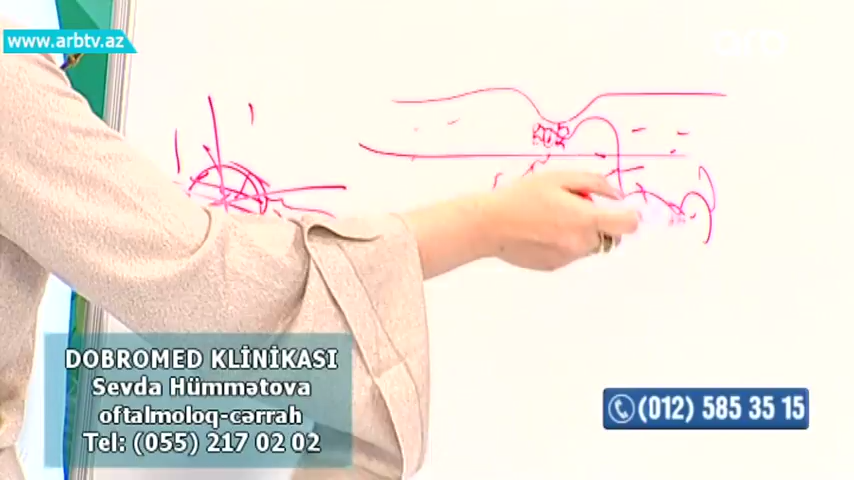 www.arbtv.az
arb
DOBROMED KLİNİKASI
Sevda Hümmətova
oftalmoloq-cərrah
Tel: (055) 217 02 02
(012) 585 35 15